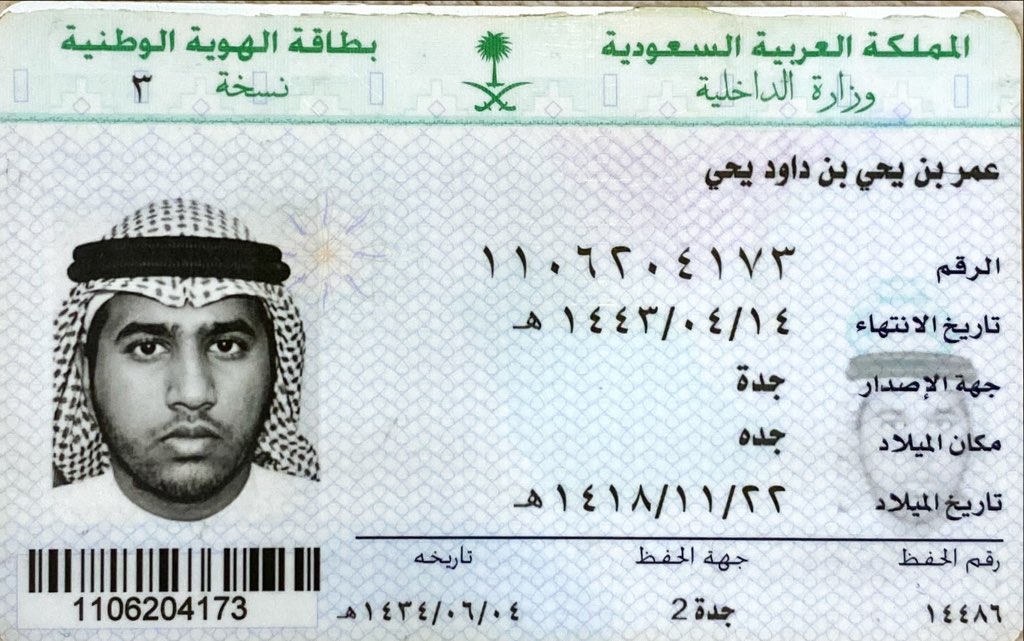 المملكة العربية السعودية
وزارة الداخلية
بطاقة الهوية الوطنية
نسخة ٣
عمر بن يحي بن داود يحي
الرقم ١١٠٦٢٠٤١٧٣
تاريخ الانتهاء ١٤٤٣/٠٤/١٤ هـ
جهة الإصدار جدة
مكان الميلاد جده
تاريخ الميلاد ١٤١٨/١١/٢٢ هـ
رقم الحفظ جهة الحفظ تاريخه
١٤٤٨٦ جدة 2 ١٤٣٤/٠٦/٠٤ هـ
1106204173